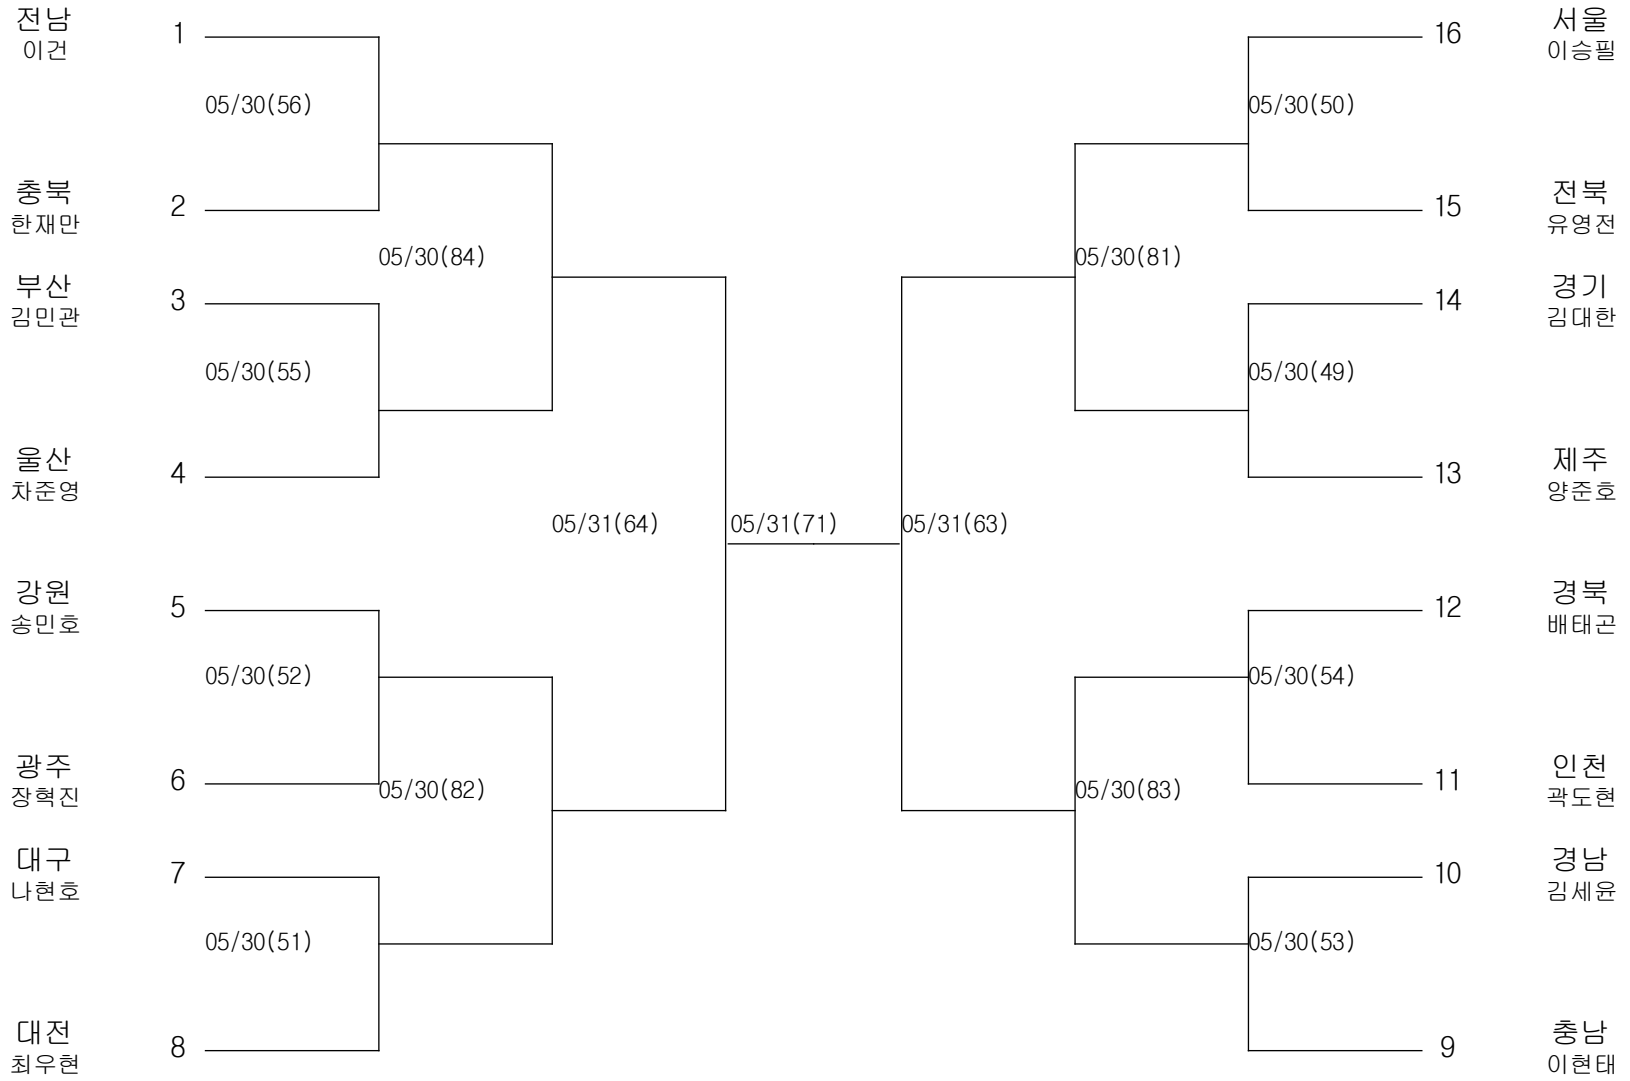 전남
이건
1
16
서울
이승필
05/30(56)
05/30(50)
충북
한재만
2
15
전북
유영전
05/30(84)
05/30(81)
부산
김민관
3
14
경기
김대한
05/30(55)
05/30(49)
울산
차준영
4
13
제주
양준호
05/31(64)
05/31(71)
05/31(63)
강원
송민호
5
12
경북
배태곤
05/30(52)
05/30(54)
광주
장혁진
6
11
인천
곽도현
05/30(82)
05/30(83)
대구
나현호
7
10
경남
김세윤
05/30(51)
05/30(53)
대전
최우현
8
9
충남
이현태